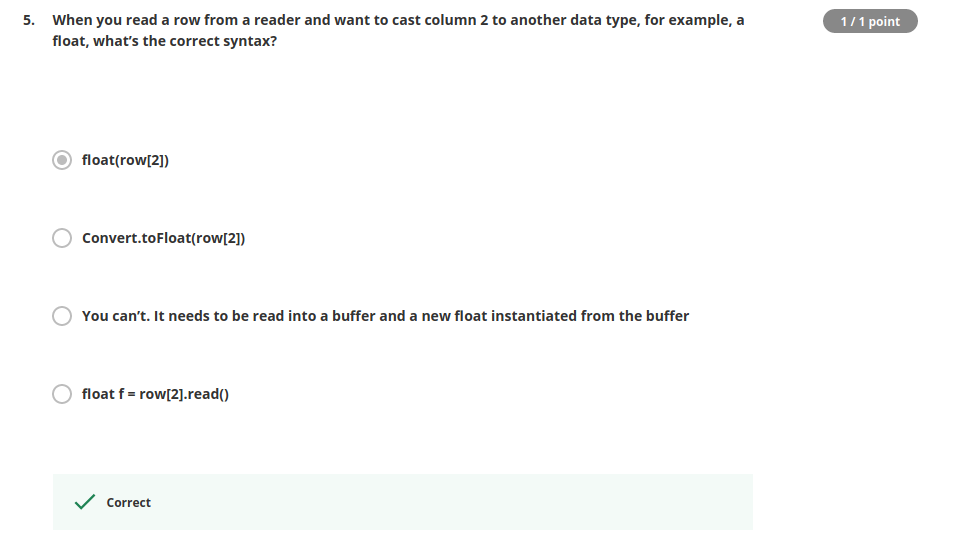 5. When you read a row from a reader and want to cast column 2 to another data type, for example, a
float, what’s the correct syntax?
1 / 1 point
float(row[2])
Convert.toFloat(row[2])
You can’t. It needs to be read into a buffer and a new float instantiated from the buffer
float f = row[2].read()
Correct